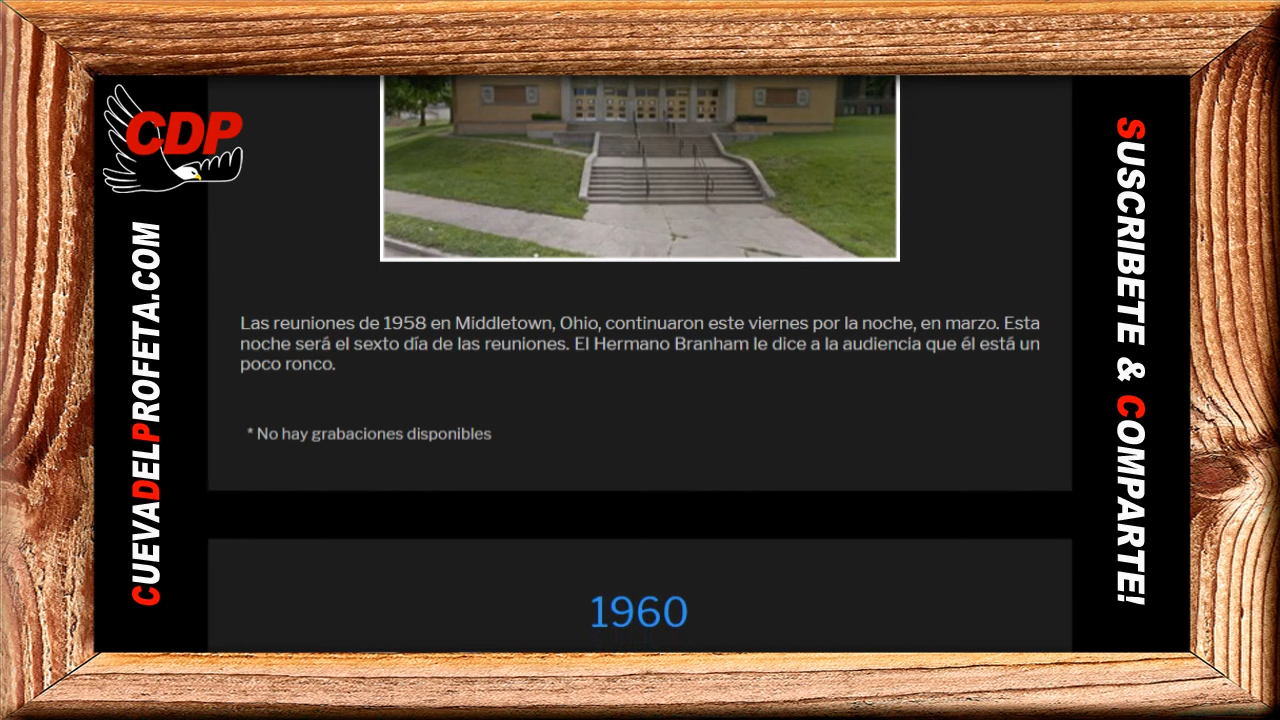 CDP
CUEVADELPROFETA.COM
SUSCRIBETE & COMPARTE!
Las reuniones de 1958 en Middletown, Ohio, continuaron este viernes por la noche, en marzo. Esta
noche será el sexto día de las reuniones. El Hermano Branham le dice a la audiencia que él está un
poco ronco.
* No hay grabaciones disponibles
1960